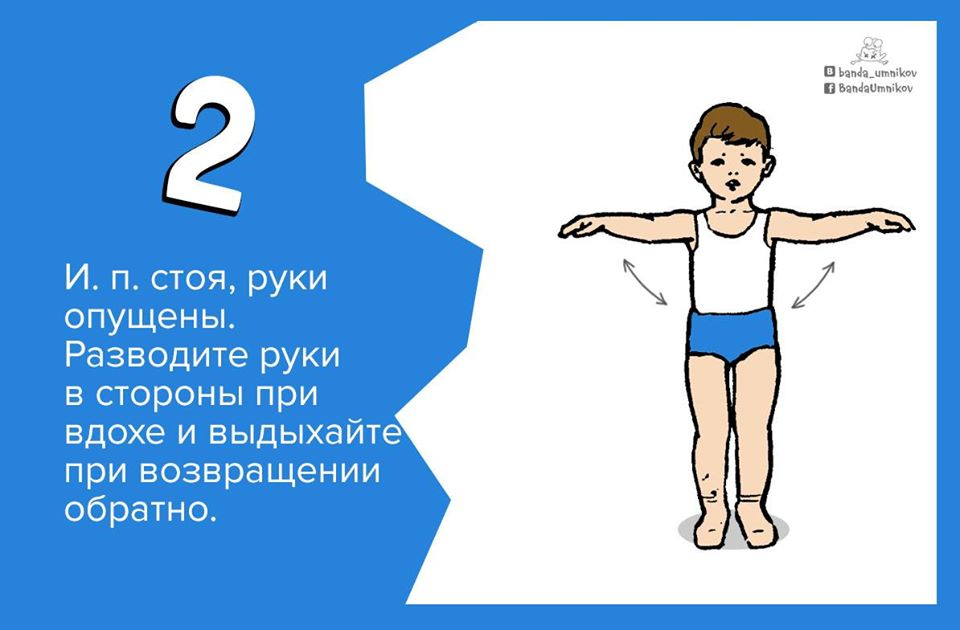 2
И. п. стоя, руки
опущены.
Разводите руки
в стороны при
вдохе и выдыхайте
при возвращении
обратно.
banda_umnikov
BandaUmnikov